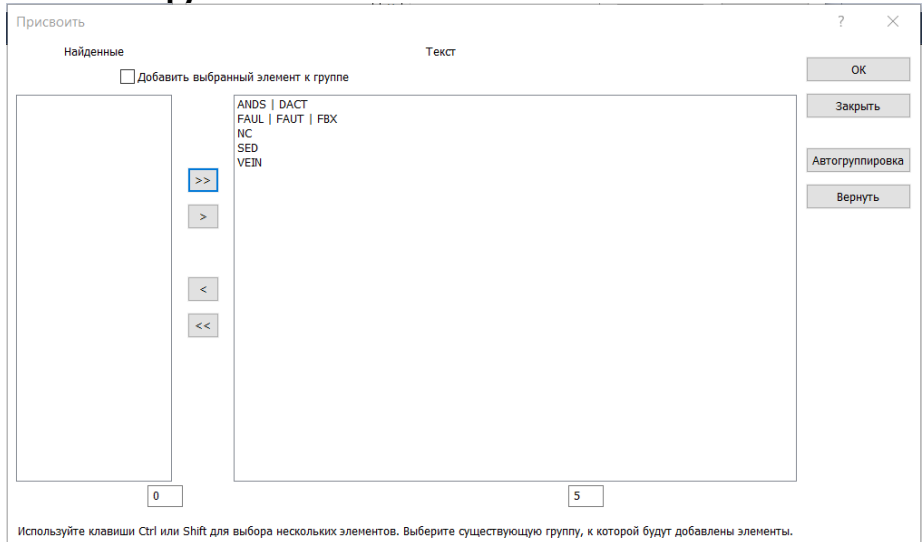 Присвоить ?
Найденные Текст
Добавить выбранный элемент к группе
ОК
ANDS | DACT
FAUL | FAUT | FBX
NC
SED
VEIN
Закрыть
Автогруппировка
Вернуть
>>
>
<
<<
0 5
Используйте клавиши Ctrl или Shift для выбора нескольких элементов. Выберите существующую группу, к которой будут добавлены элементы.